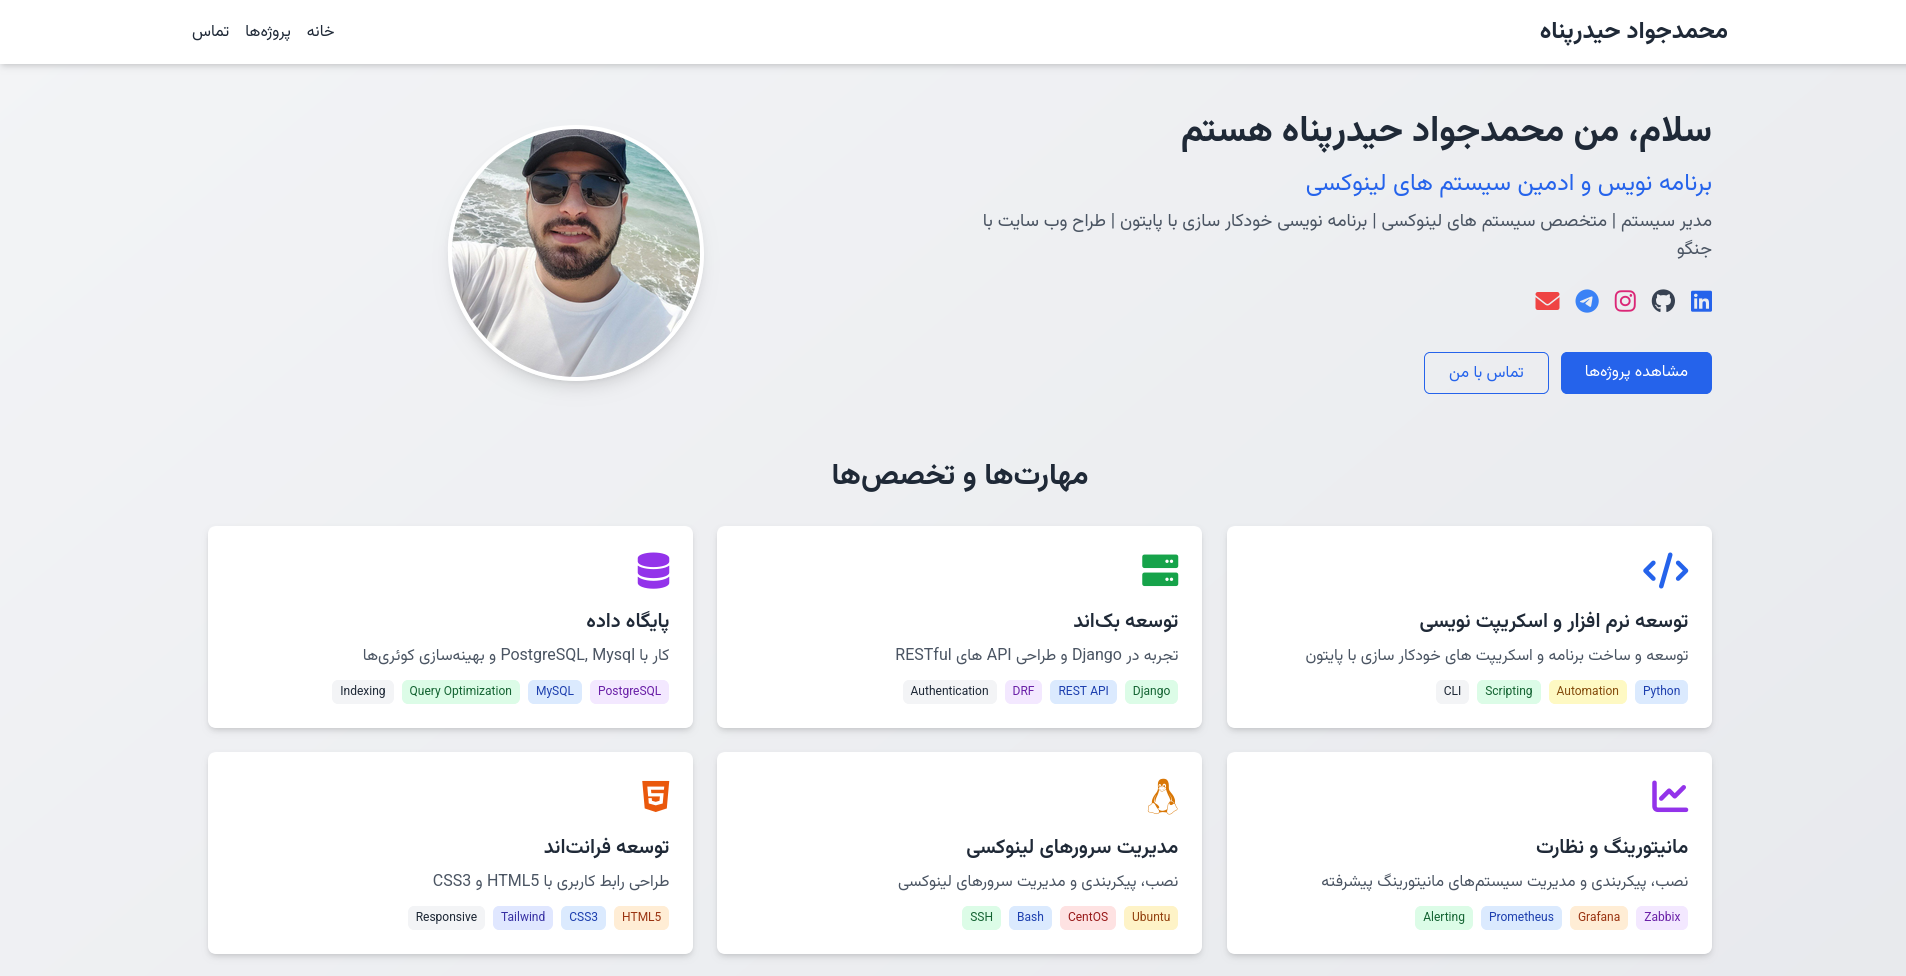 محمدجواد حیدرپناه
خانه
پروژه‌ها
تماس
سلام، من محمدجواد حیدرپناه هستم
برنامه نویس و ادمین سیستم های لینوکسی
مدیر سیستم | متخصص سیستم های لینوکسی | برنامه نویسی خودکار سازی با پایتون | طراح وب سایت با
جنگو
مشاهده پروژه‌ها
تماس با من
مهارت‌ها و تخصص‌ها
توسعه نرم افزار و اسکریپت نویسی
توسعه و ساخت برنامه و اسکریپت های خودکار سازی با پایتون
Python
Automation
Scripting
CLI
توسعه بک‌اند
تجربه در Django و طراحی API های RESTful
Django
REST API
DRF
Authentication
پایگاه داده
کار با PostgreSQL, Mysql و بهینه‌سازی کوئری‌ها
PostgreSQL
MySQL
Query Optimization
Indexing
مانیتورینگ و نظارت
نصب، پیکربندی و مدیریت سیستم‌های مانیتورینگ پیشرفته
Zabbix
Grafana
Prometheus
Alerting
مدیریت سرورهای لینوکسی
نصب، پیکربندی و مدیریت سرورهای لینوکسی
Ubuntu
CentOS
Bash
SSH
توسعه فرانت‌اند
طراحی رابط کاربری با HTML5 و CSS3
HTML5
CSS3
Tailwind
Responsive